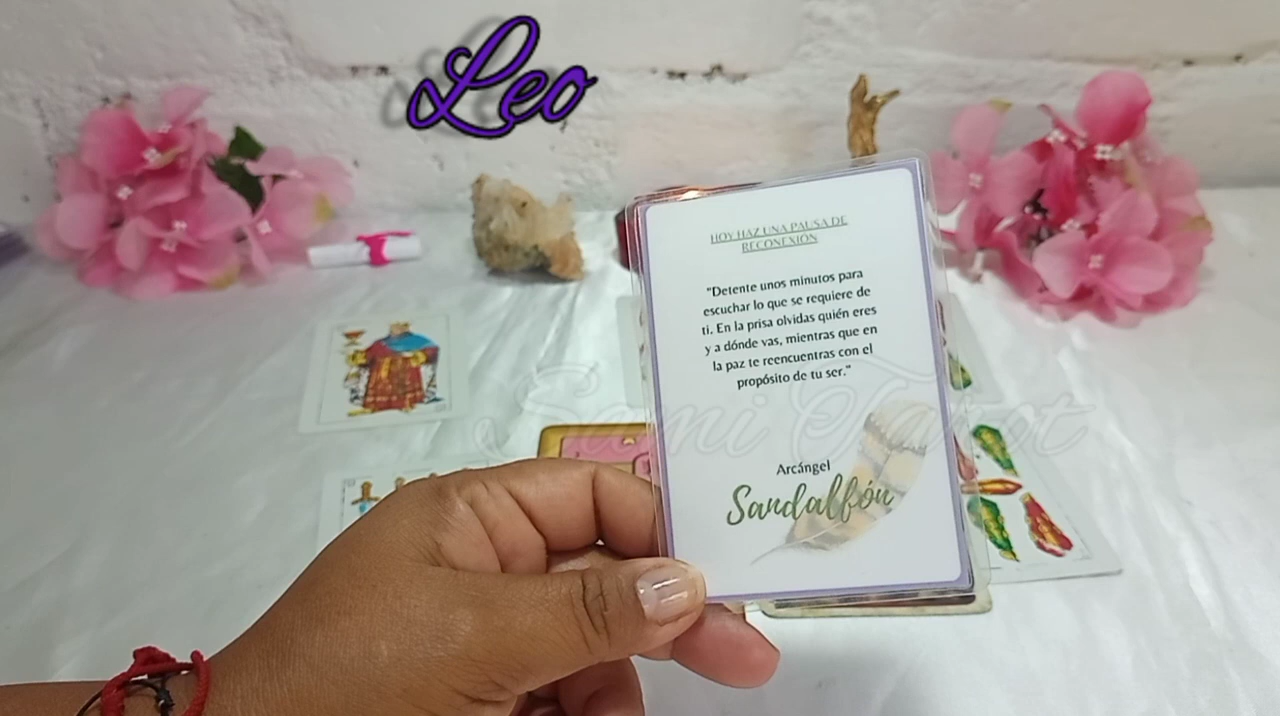 Leo
HOY HAZ UNA PAUSA DE
RECONEXIÓN
"Detente unos minutos para
escuchar lo que se requiere de
ti. En la prisa olvidas quién eres
y a dónde vas, mientras que en
la paz te reencuentras con el
propósito de tu ser."
Semi Tarot
Arcángel
Sandalfón